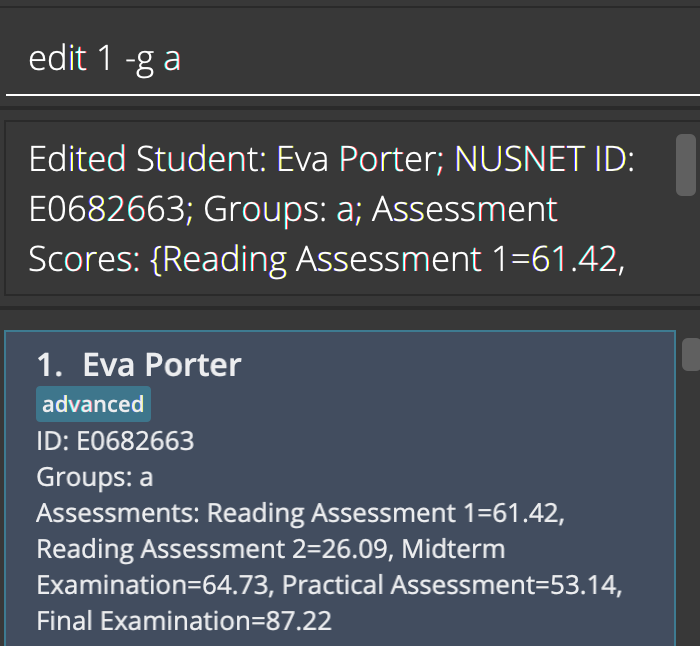 edit 1 -g a
Edited Student: Eva Porter; NUSNET ID:
E0682663; Groups: a; Assessment
Scores: {Reading Assessment 1=61.42,
1. Eva Porter
advanced
ID: E0682663
Groups: a
Assessments: Reading Assessment 1=61.42,
Reading Assessment 2=26.09, Midterm
Examination=64.73, Practical Assessment=53.14,
Final Examination=87.22